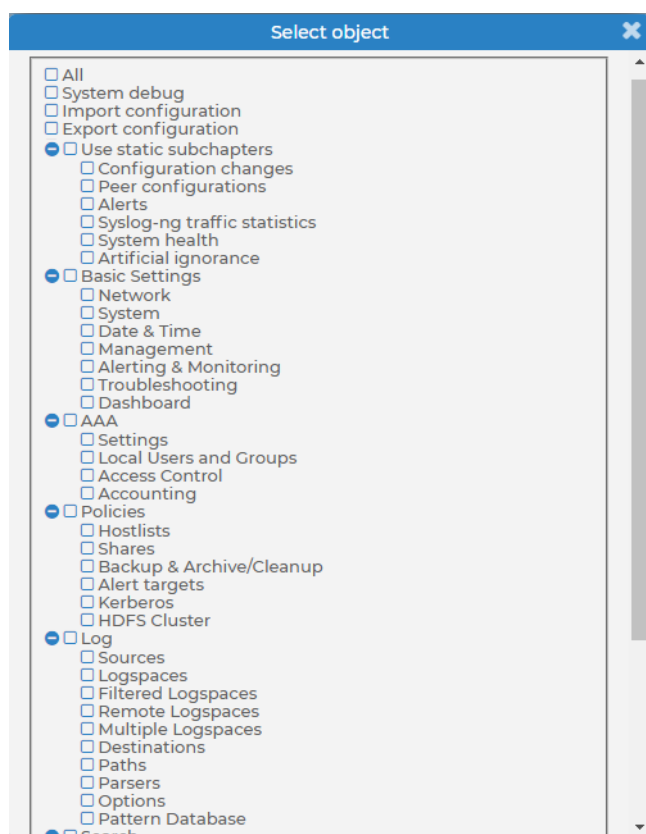 Select object
All
System debug
Import configuration
Export configuration
Use static subchapters
Configuration changes
Peer configurations
Alerts
Syslog-ng traffic statistics
System health
Artificial ignorance
Basic Settings
Network
System
Date & Time
Management
Alerting & Monitoring
Troubleshooting
Dashboard
AAA
Settings
Local Users and Groups
Access Control
Accounting
Policies
Hostlists
Shares
Backup & Archive/Cleanup
Alert targets
Kerberos
HDFS Cluster
Log
Sources
Logspaces
Filtered Logspaces
Remote Logspaces
Multiple Logspaces
Destinations
Paths
Parsers
Options
Pattern Database
Search